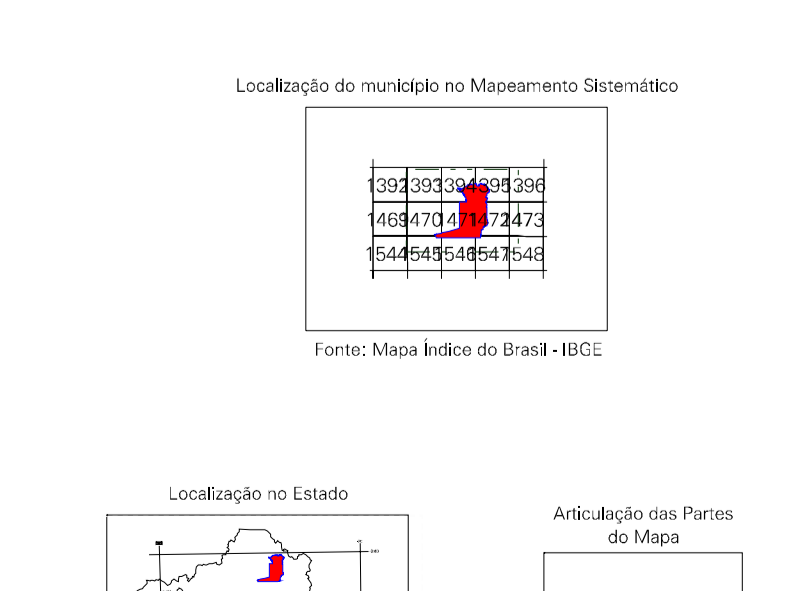 Localização do município no Mapeamento Sistemático
1392 1393 1394 1395 1396
1469 1470 1471 1472 1473
1544 1545 1546 1547 1548
Fonte: Mapa Índice do Brasil - IBGE
Localização no Estado
Articulação das Partes
do Mapa